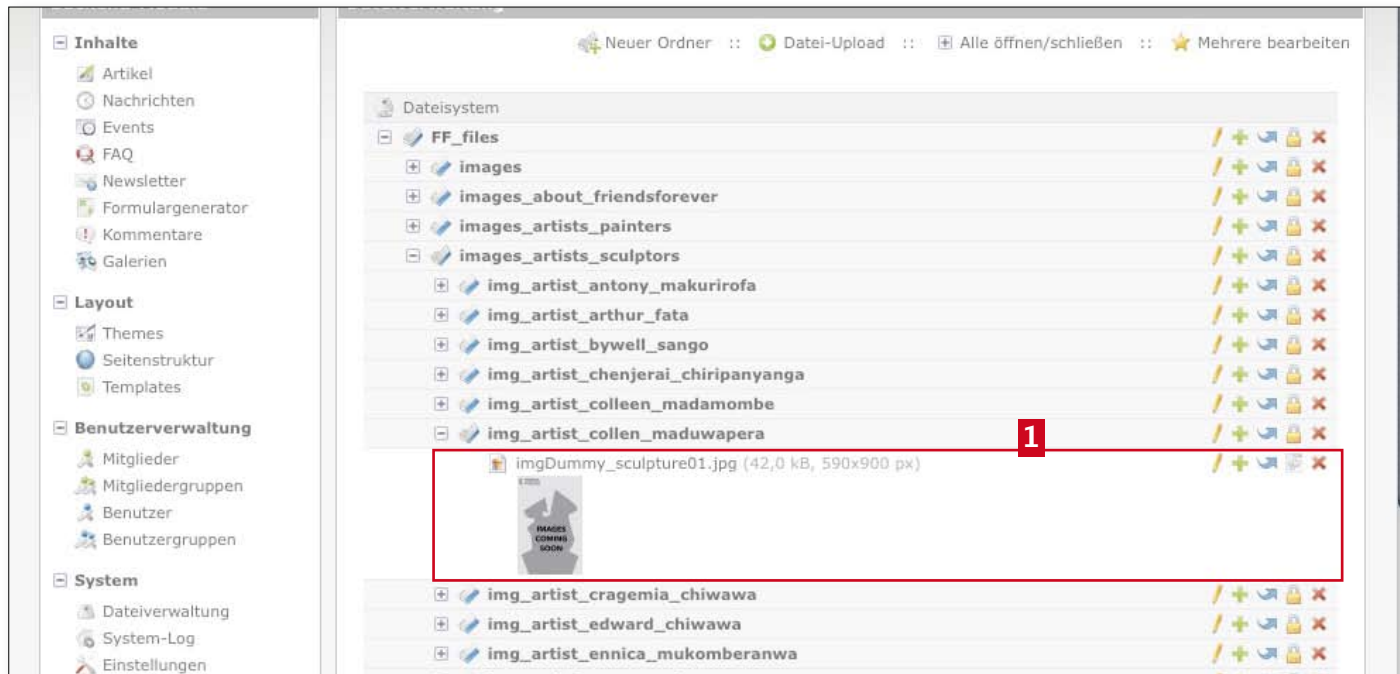 Inhalte
Artikel
Nachrichten
Events
FAQ
Newsletter
Formulargenerator
Kommentare
Galerien
Layout
Themes
Seitenstruktur
Templates
Benutzerverwaltung
Mitglieder
Mitgliedergruppen
Benutzer
Benutzergruppen
System
Dateiverwaltung
System-Log
Einstellungen
Neuer Ordner :: Datei-Upload :: Alle öffnen/schließen :: Mehrere bearbeiten
Dateisystem
FF_files
images
images_about_friendsforever
images_artists_painters
images_artists_sculptors
img_artist_antony_makurirofa
img_artist_arthur_fata
img_artist_bywell_sango
img_artist_chenjerai_chiripanyanga
img_artist_colleen_madamombe
img_artist_collen_maduwapera
1
imgDummy_sculpture01.jpg (42,0 kB, 590x900 px)
IMAGES
COMING
SOON
img_artist_cragemia_chiwawa
img_artist_edward_chiwawa
img_artist_ennica_mukomberanwa